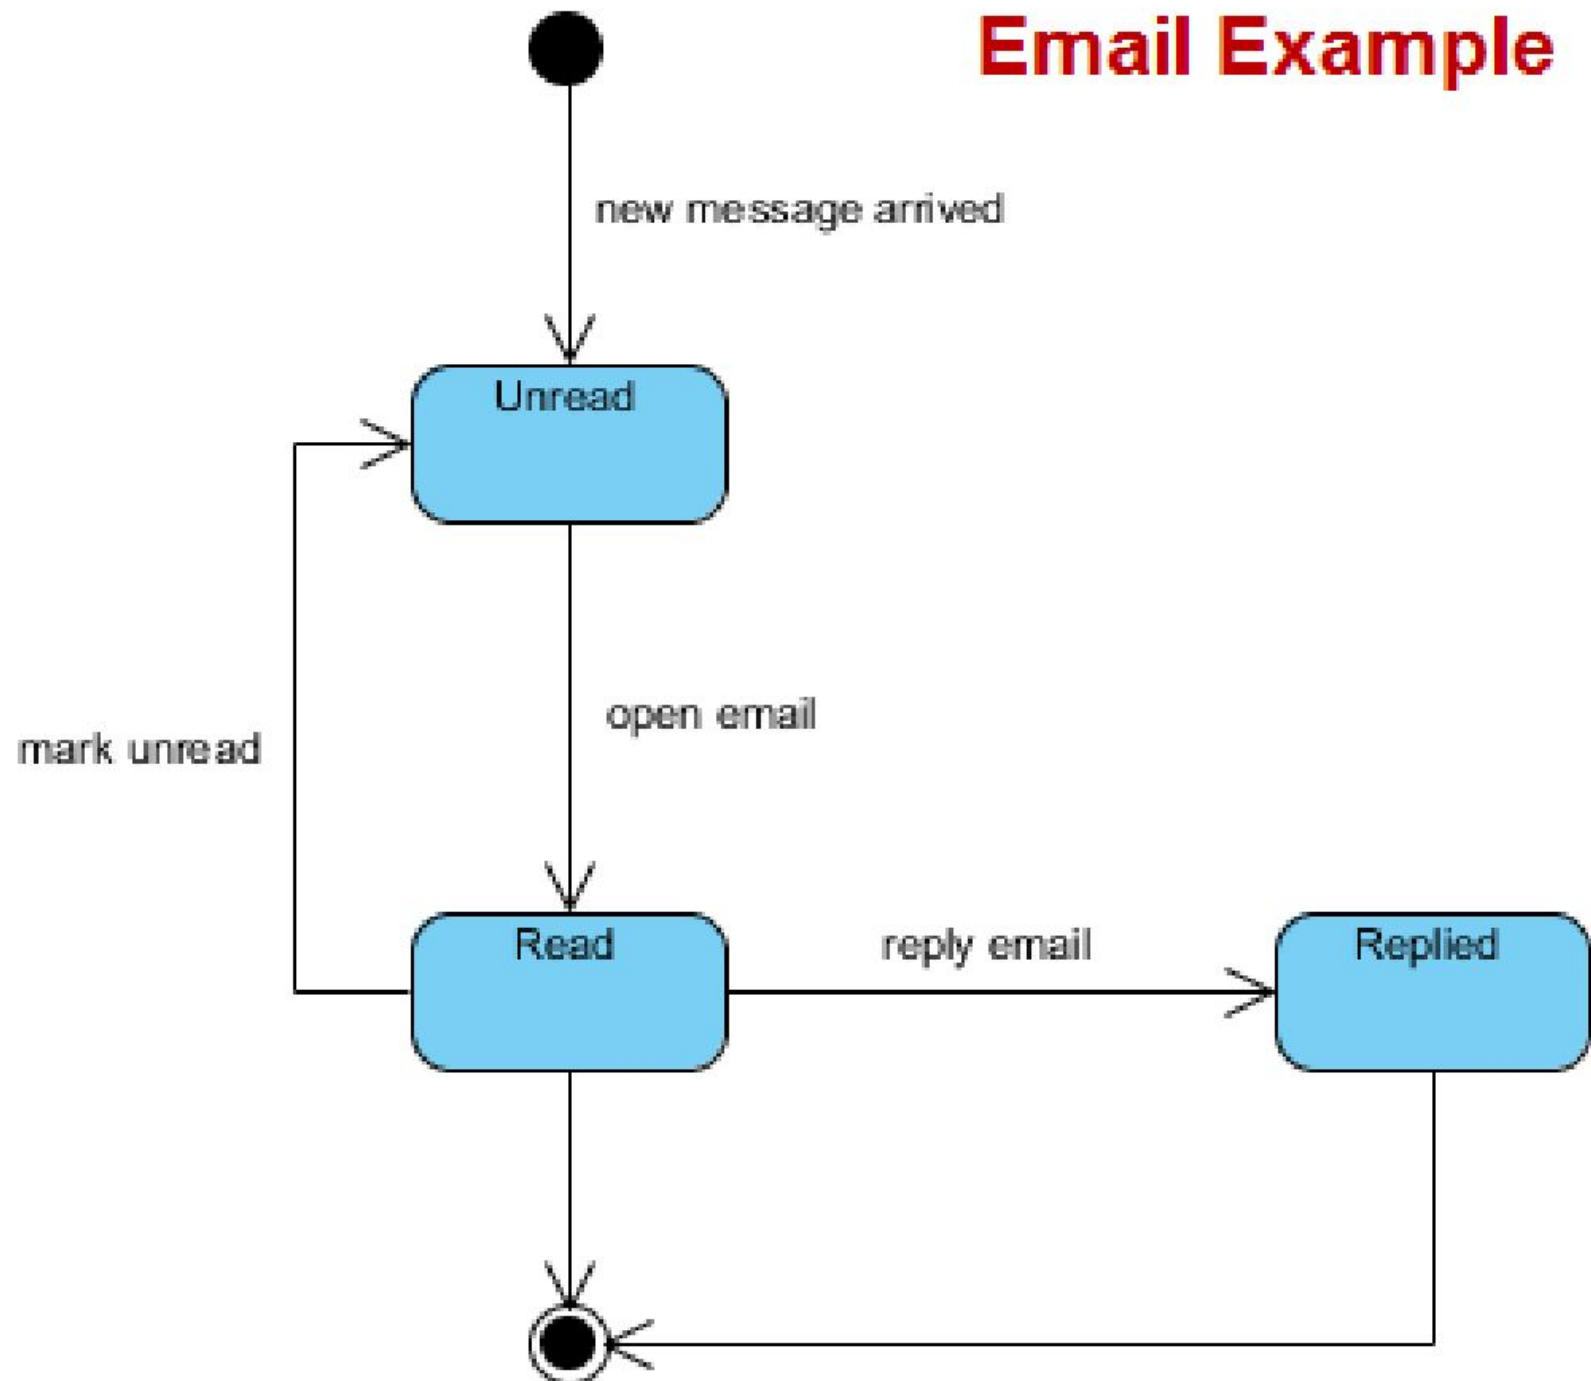 Email Example
new message arrived
Unread
open email
mark unread
Read
reply email
Replied